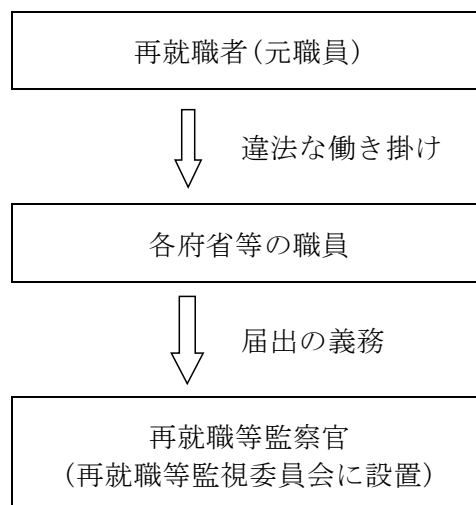 再就職者(元職員)
違法な働き掛け
各府省等の職員
届出の義務
再就職等監察官
(再就職等監視委員会に設置)